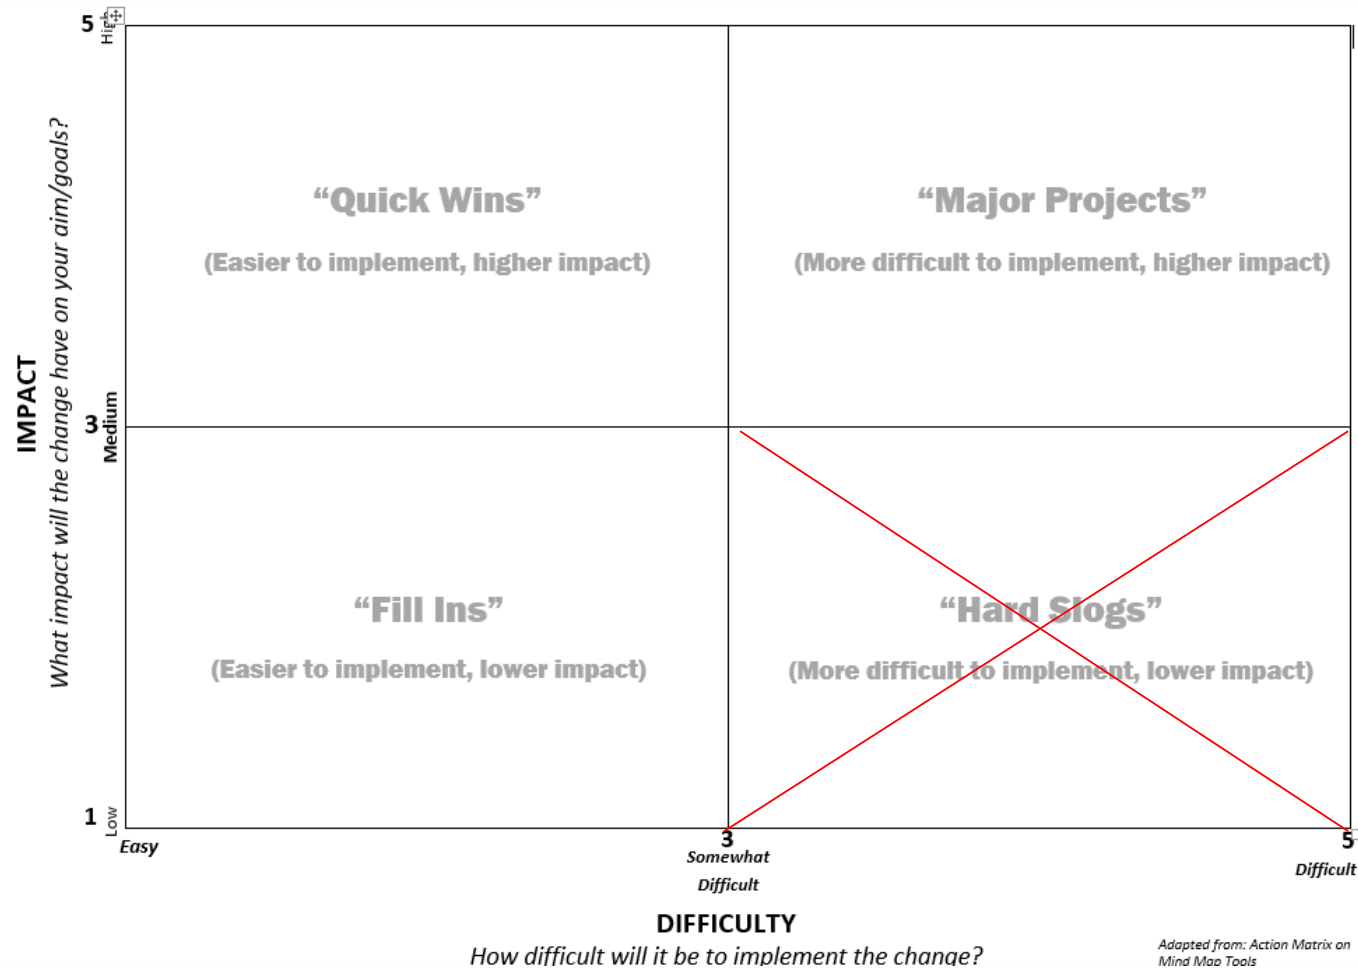 5
IMPACT
What impact will the change have on your aim/goals?
“Quick Wins”
(Easier to implement, higher impact)
“Major Projects”
(More difficult to implement, higher impact)
3
Medium
“Fill Ins”
(Easier to implement, lower impact)
“Hard Slogs”
(More difficult to implement, lower impact)
1
Low
Easy
3
Somewhat
Difficult
5
Difficult
DIFFICULTY
How difficult will it be to implement the change?
Adapted from: Action Matrix on
Mind Map Tools